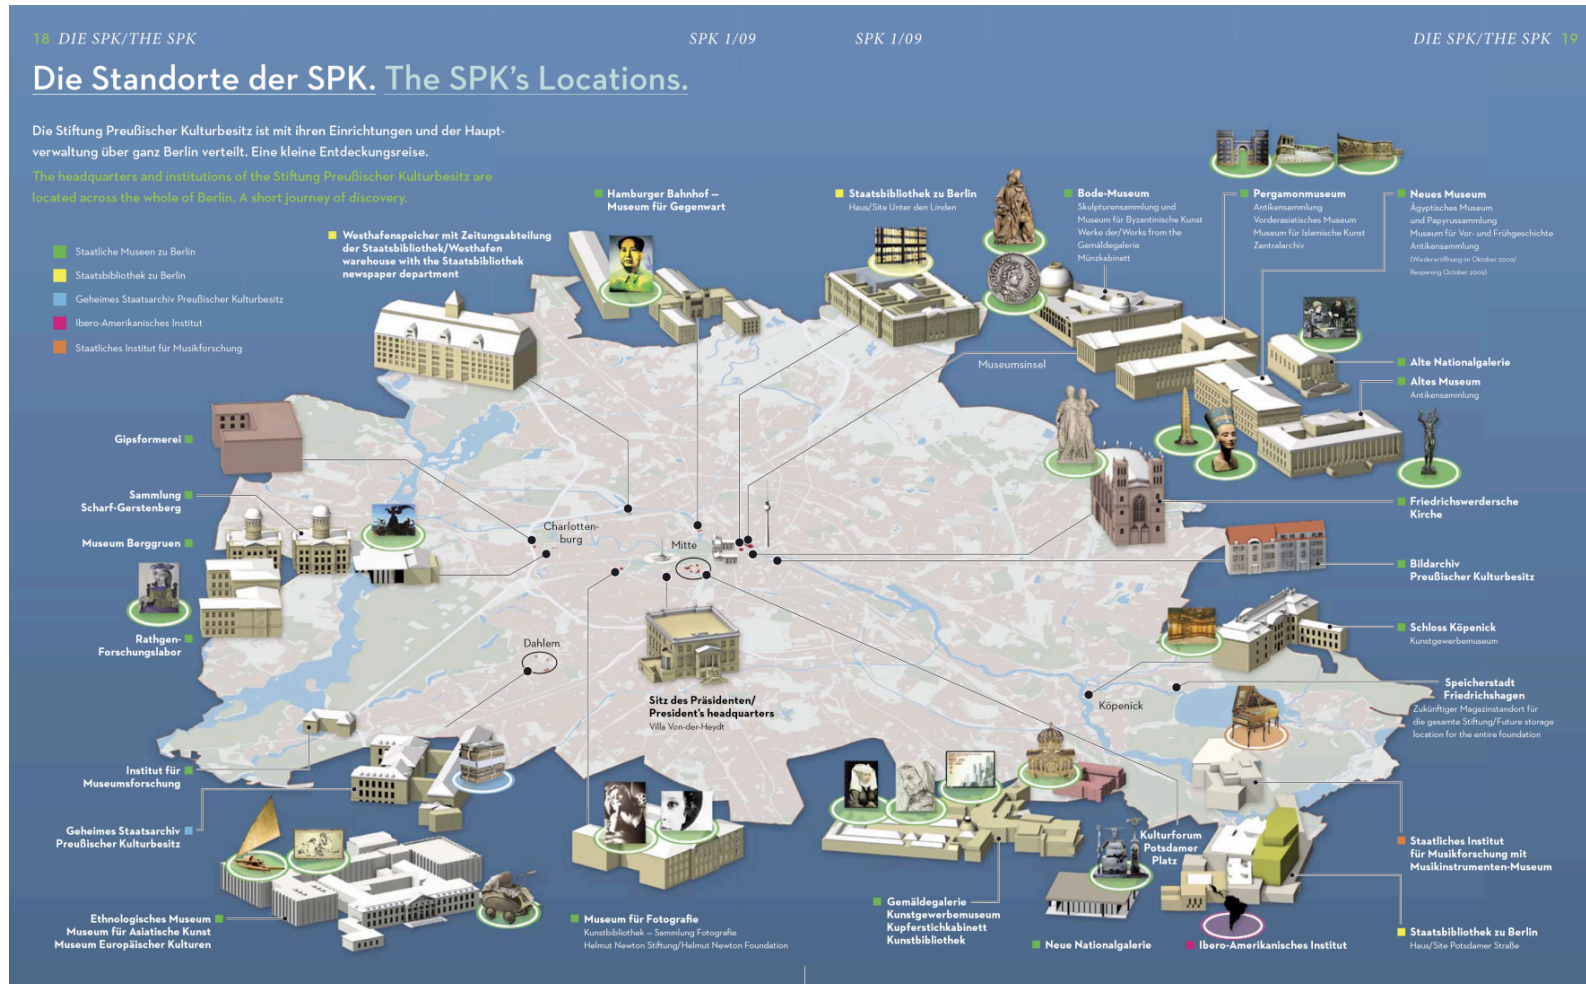 18 DIE SPK/THE SPK
SPK 1/09
SPK 1/09
DIE SPK/THE SPK 19
Die Standorte der SPK. The SPK's Locations.
Die Stiftung Preußischer Kulturbesitz ist mit ihren Einrichtungen und der Haupt-
verwaltung über ganz Berlin verteilt. Eine kleine Entdeckungsreise.
The headquarters and institutions of the Stiftung Preußischer Kulturbesitz are
located across the whole of Berlin. A short journey of discovery.
Staatliche Museen zu Berlin
Staatsbibliothek zu Berlin
Geheimes Staatsarchiv Preußischer Kulturbesitz
Ibero-Amerikanisches Institut
Staatliches Institut für Musikforschung
Westhafenspeicher mit Zeitungsabteilung
der Staatsbibliothek/Westhafen
warehouse with the Staatsbibliothek
newspaper department
Hamburger Bahnhof –
Museum für Gegenwart
Staatsbibliothek zu Berlin
Haus/Site Unter den Linden
Bode-Museum
Skulpturensammlung und
Museum für Byzantinische Kunst
Werke der/Works from the
Gemäldegalerie
Münzkabinett
Pergamonmuseum
Antikensammlung
Vorderasiatisches Museum
Museum für Islamische Kunst
Zentralarchiv
Neues Museum
Ägyptisches Museum
und Papyrussammlung
Museum für Vor- und Frühgeschichte
Antikensammlung
(Wiedereröffnung im Oktober 2009/
Reopening October 2009)
Museumsinsel
Alte Nationalgalerie
Altes Museum
Antikensammlung
Gipsformerei
Sammlung
Scharf-Gerstenberg
Museum Berggruen
Rathgen-
Forschungslabor
Charlotten-
burg
Mitte
Dahlem
Köpenick
Friedrichswerdersche
Kirche
Bildarchiv
Preußischer Kulturbesitz
Schloss Köpenick
Kunstgewerbemuseum
Speicherstadt
Friedrichshagen
Zukünftiger Magazinstandort für
die gesamte Stiftung/Future storage
location for the entire foundation
Sitz des Präsidenten/
President's headquarters
Villa Von-der-Heydt
Institut für
Museumsforschung
Geheimes Staatsarchiv
Preußischer Kulturbesitz
Ethnologisches Museum
Museum für Asiatische Kunst
Museum Europäischer Kulturen
Museum für Fotografie
Kunstbibliothek – Sammlung Fotografie
Helmut Newton Stiftung/Helmut Newton Foundation
Gemäldegalerie
Kunstgewerbemuseum
Kupferstichkabinett
Kunstbibliothek
Kulturforum
Potsdamer
Platz
Neue Nationalgalerie
Ibero-Amerikanisches Institut
Staatliches Institut
für Musikforschung mit
Musikinstrumenten-Museum
Staatsbibliothek zu Berlin
Haus/Site Potsdamer Straße